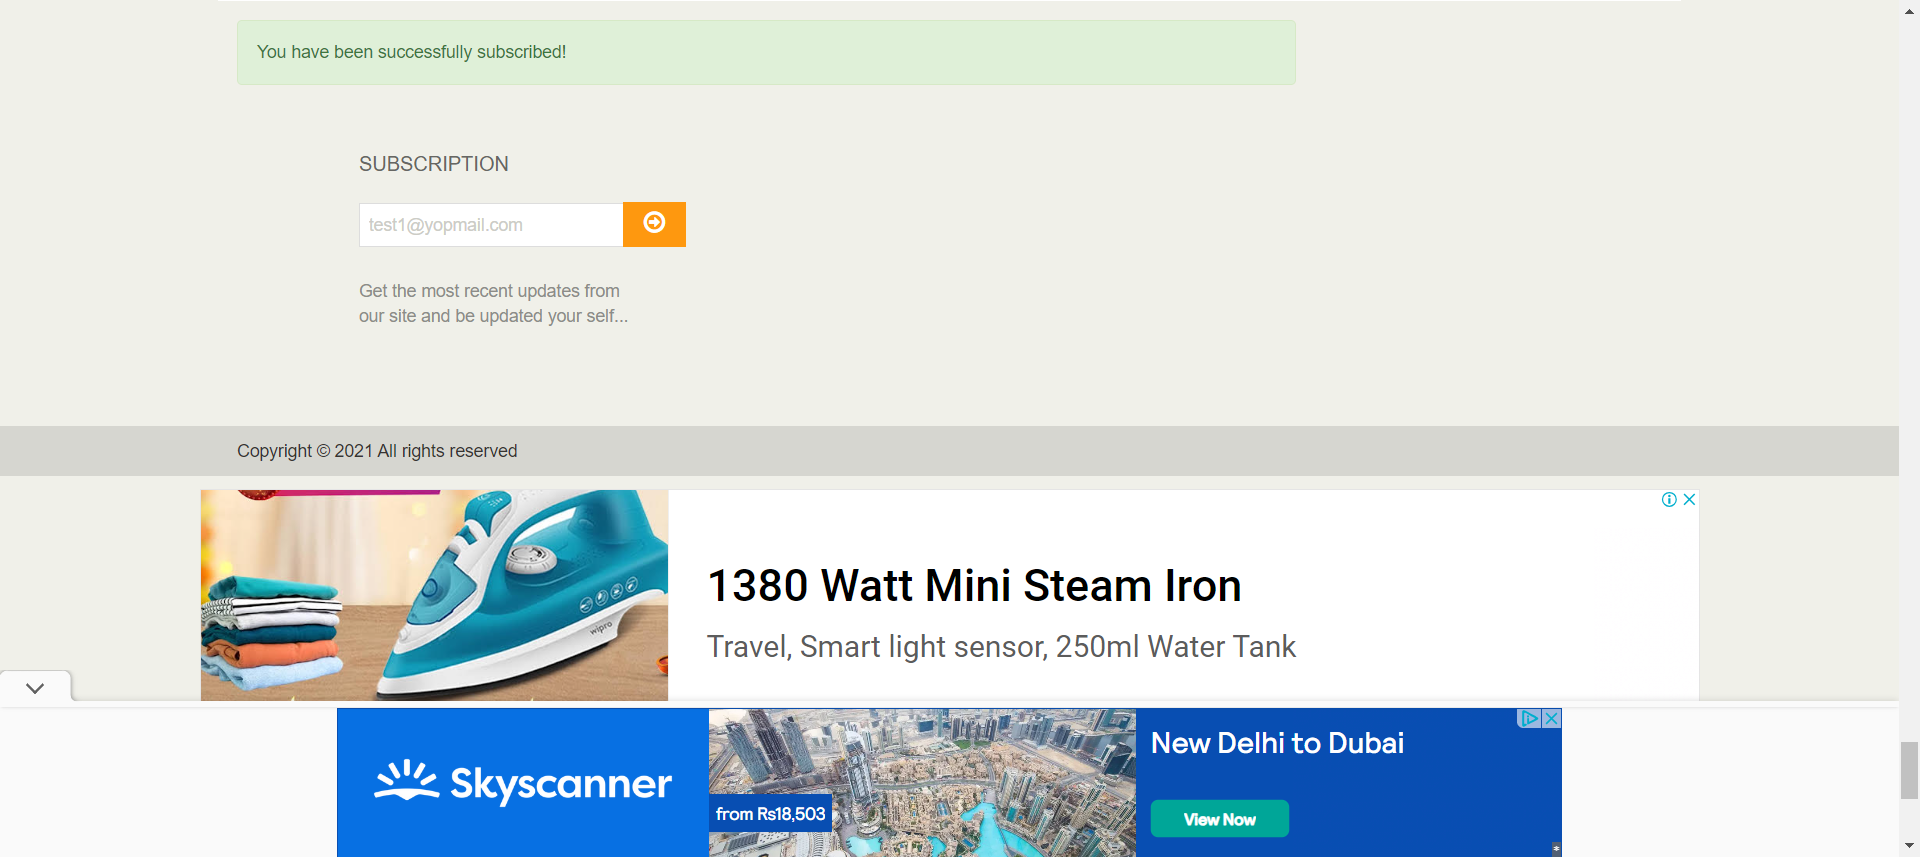 You have been successfully subscribed!
SUBSCRIPTION
test1@yopmail.com
Get the most recent updates from
our site and be updated your self...
Copyright © 2021 All rights reserved
wipro
1380 Watt Mini Steam Iron
Travel, Smart light sensor, 250ml Water Tank
Skyscanner
from Rs18,503
New Delhi to Dubai
View Now
*